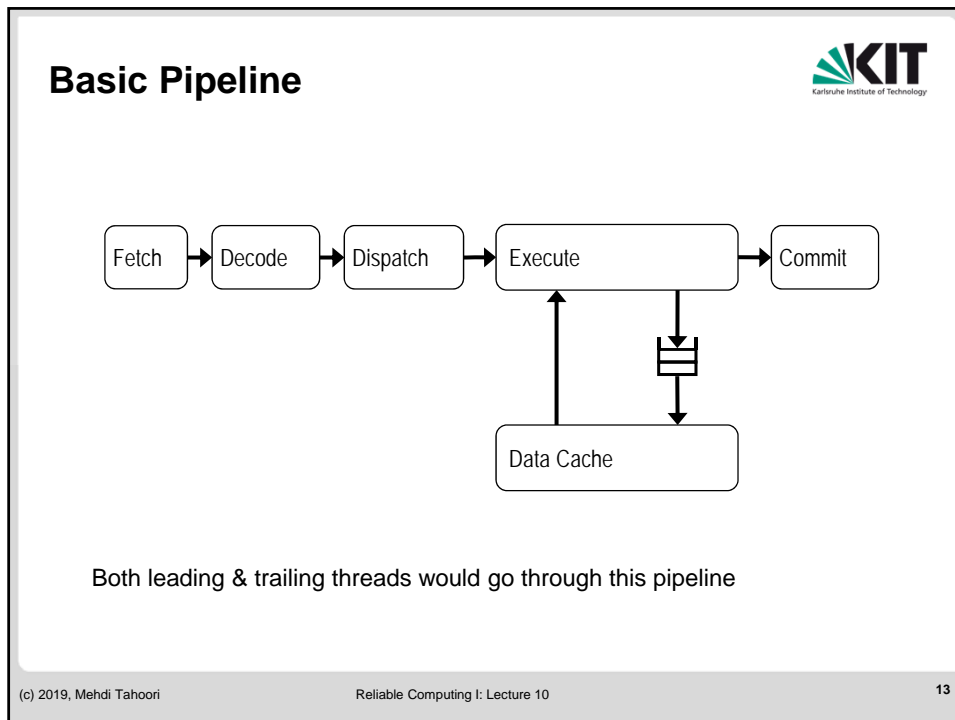 Basic Pipeline
KIT
Karlsruhe Institute of Technology
Fetch
Decode
Dispatch
Execute
Commit
Data Cache
Both leading & trailing threads would go through this pipeline
(c) 2019, Mehdi Tahoori
Reliable Computing I: Lecture 10
13